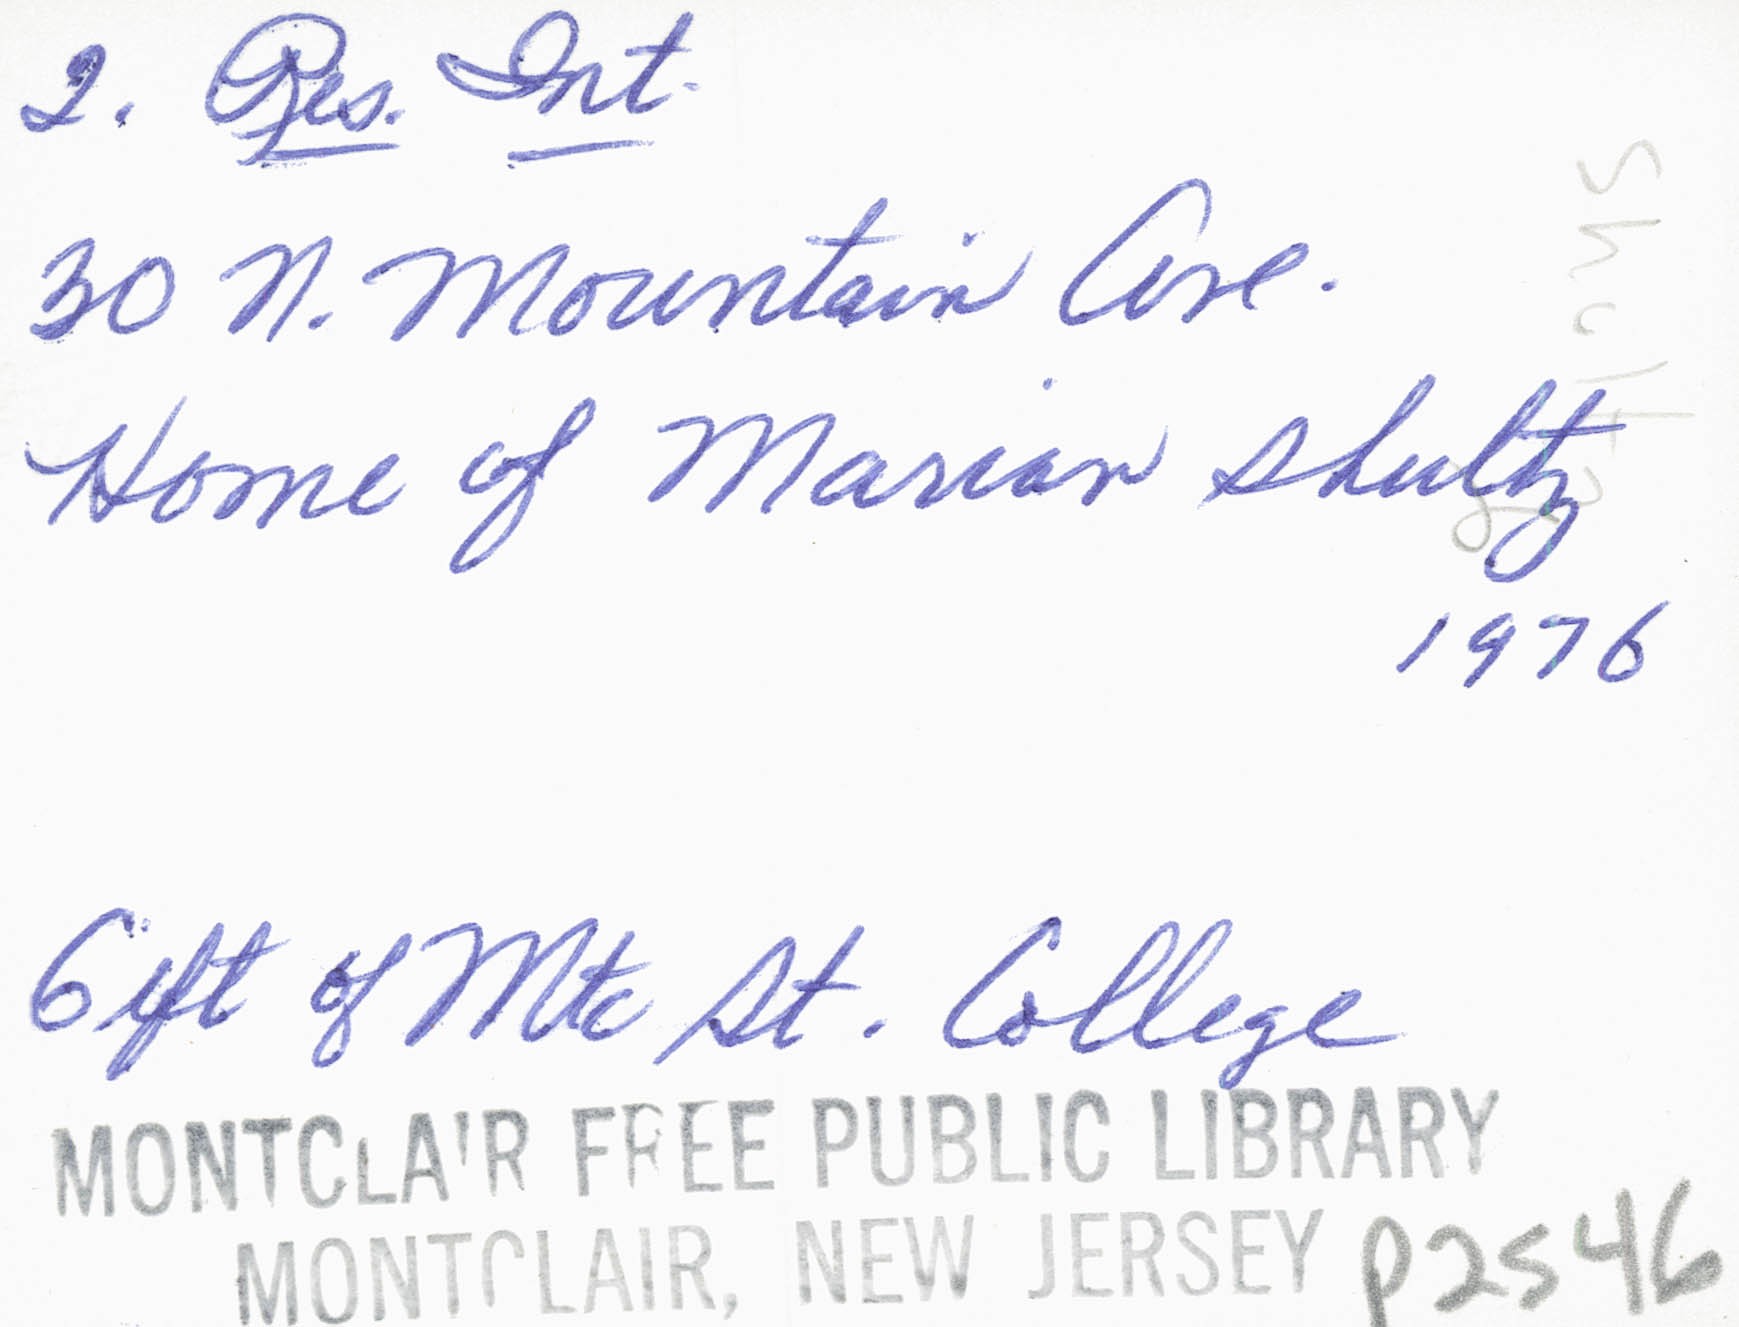 2. Res. Int.
30 N. Mountain Ave.
Home of Marian Shultz
1976
Gift of Mtc St. College
MONTCLAIR FREE PUBLIC LIBRARY
MONTCLAIR, NEW JERSEY
p2546